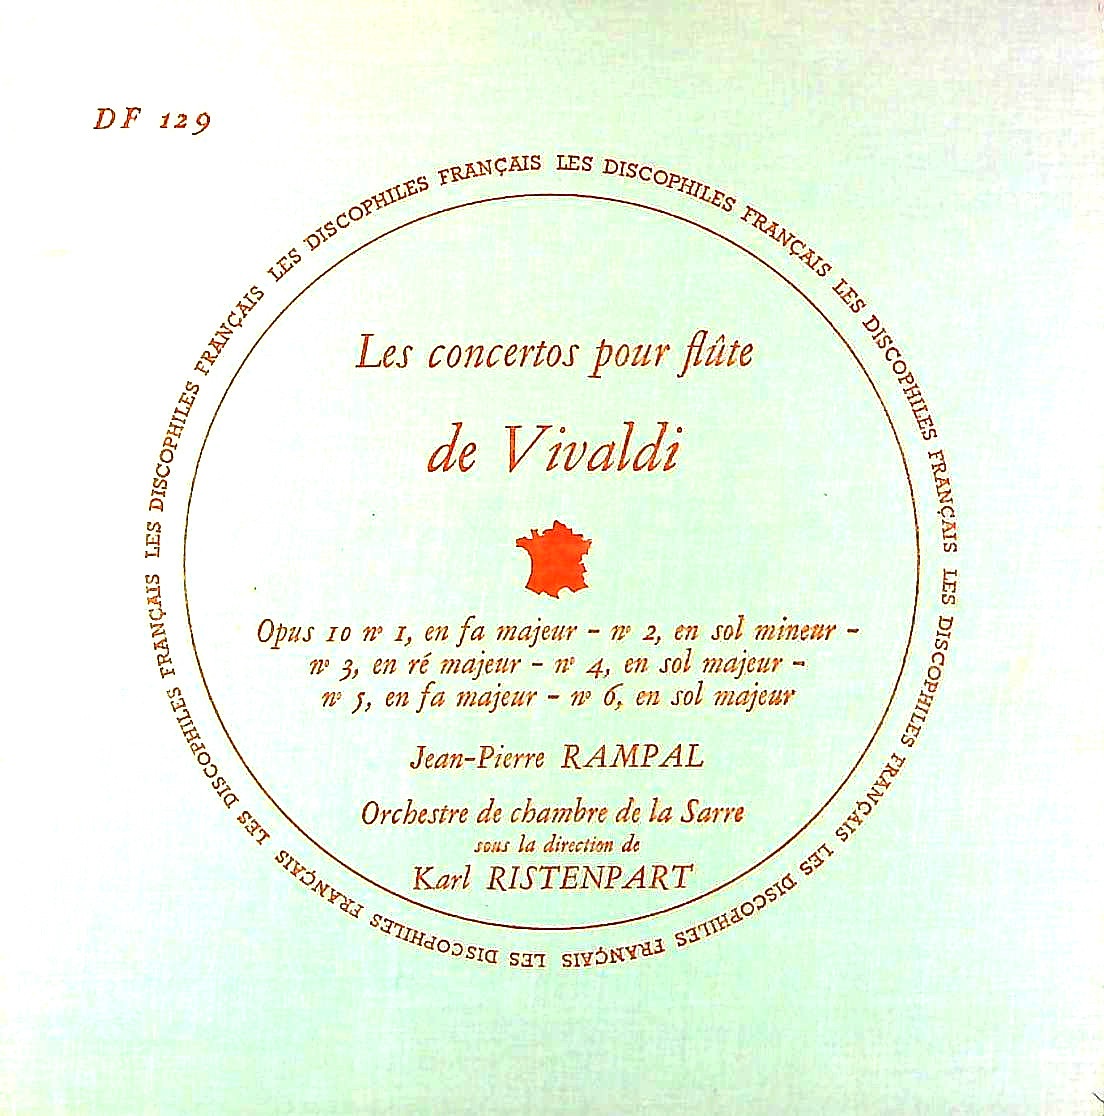 DF 129
LES DISCOPHILES FRANÇAIS LES DISCOPHILES FRANÇAIS LES DISCOPHILES FRANÇAIS LES DISCOPHILES FRANÇAIS LES DISCOPHILES FRANÇAIS LES DISCOPHILES FRANÇAIS LES DISCOPHILES FRANÇAIS LES DISCOPHILES FRANÇAIS
Les concertos pour flûte
de Vivaldi
Opus 10 nº 1, en fa majeur - nº 2, en sol mineur -
nº 3, en ré majeur - nº 4, en sol majeur -
nº 5, en fa majeur - nº 6, en sol majeur
Jean-Pierre RAMPAL
Orchestre de chambre de la Sarre
sous la direction de
Karl RISTENPART